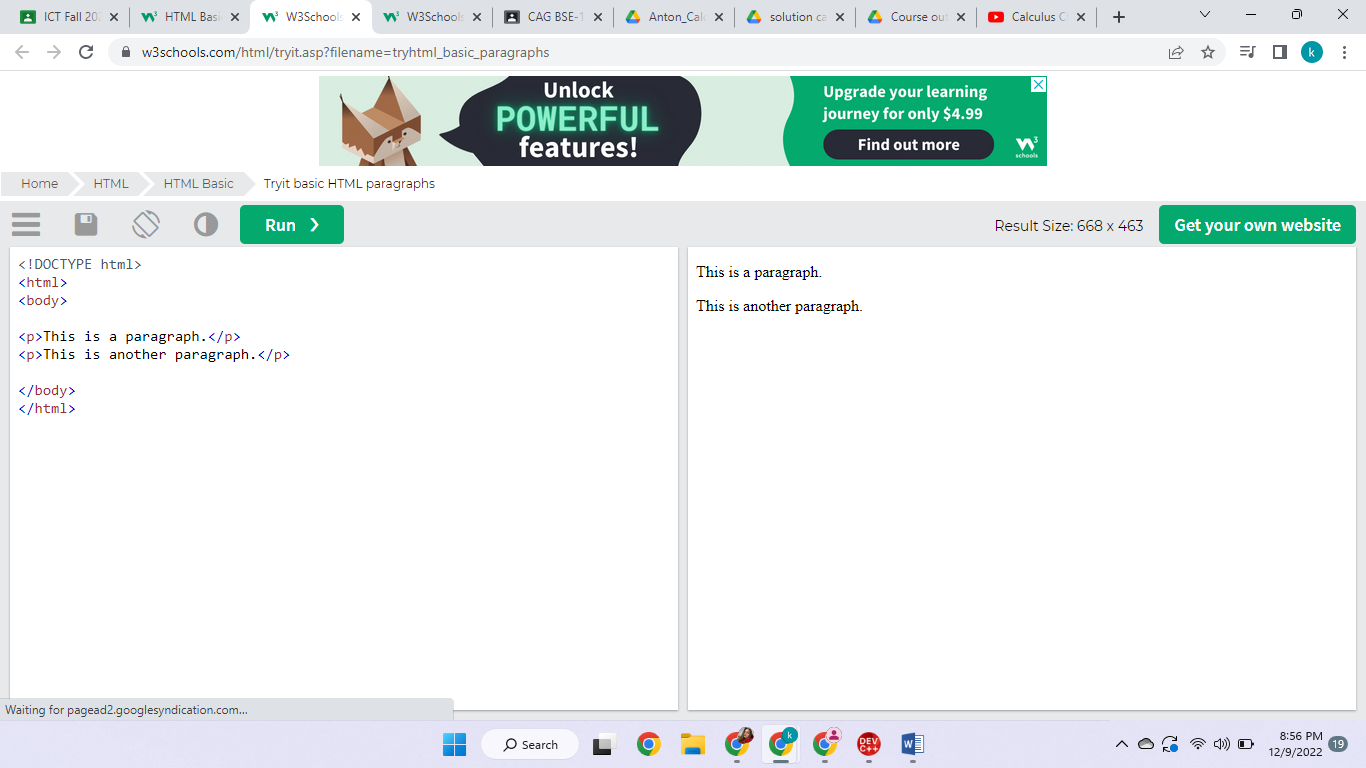 ICT Fall 20
HTML Basi
W3School
W3School
CAG BSE-1
Anton_Cal
solution ca
Course out
Calculus C
w3schools.com/html/tryit.asp?filename=tryhtml_basic_paragraphs
k
Unlock
POWERFUL
features!
Upgrade your learning
journey for only $4.99
Find out more
w3
schools
Home
HTML
HTML Basic
Tryit basic HTML paragraphs
Run ❯
Result Size: 668 x 463
Get your own website
<!DOCTYPE html>
<html>
<body>
<p>This is a paragraph.</p>
<p>This is another paragraph.</p>
</body>
</html>
This is a paragraph.
This is another paragraph.
Waiting for pagead2.googlesyndication.com...
Search
k
DEV
C++
W
8:56 PM
12/9/2022
19